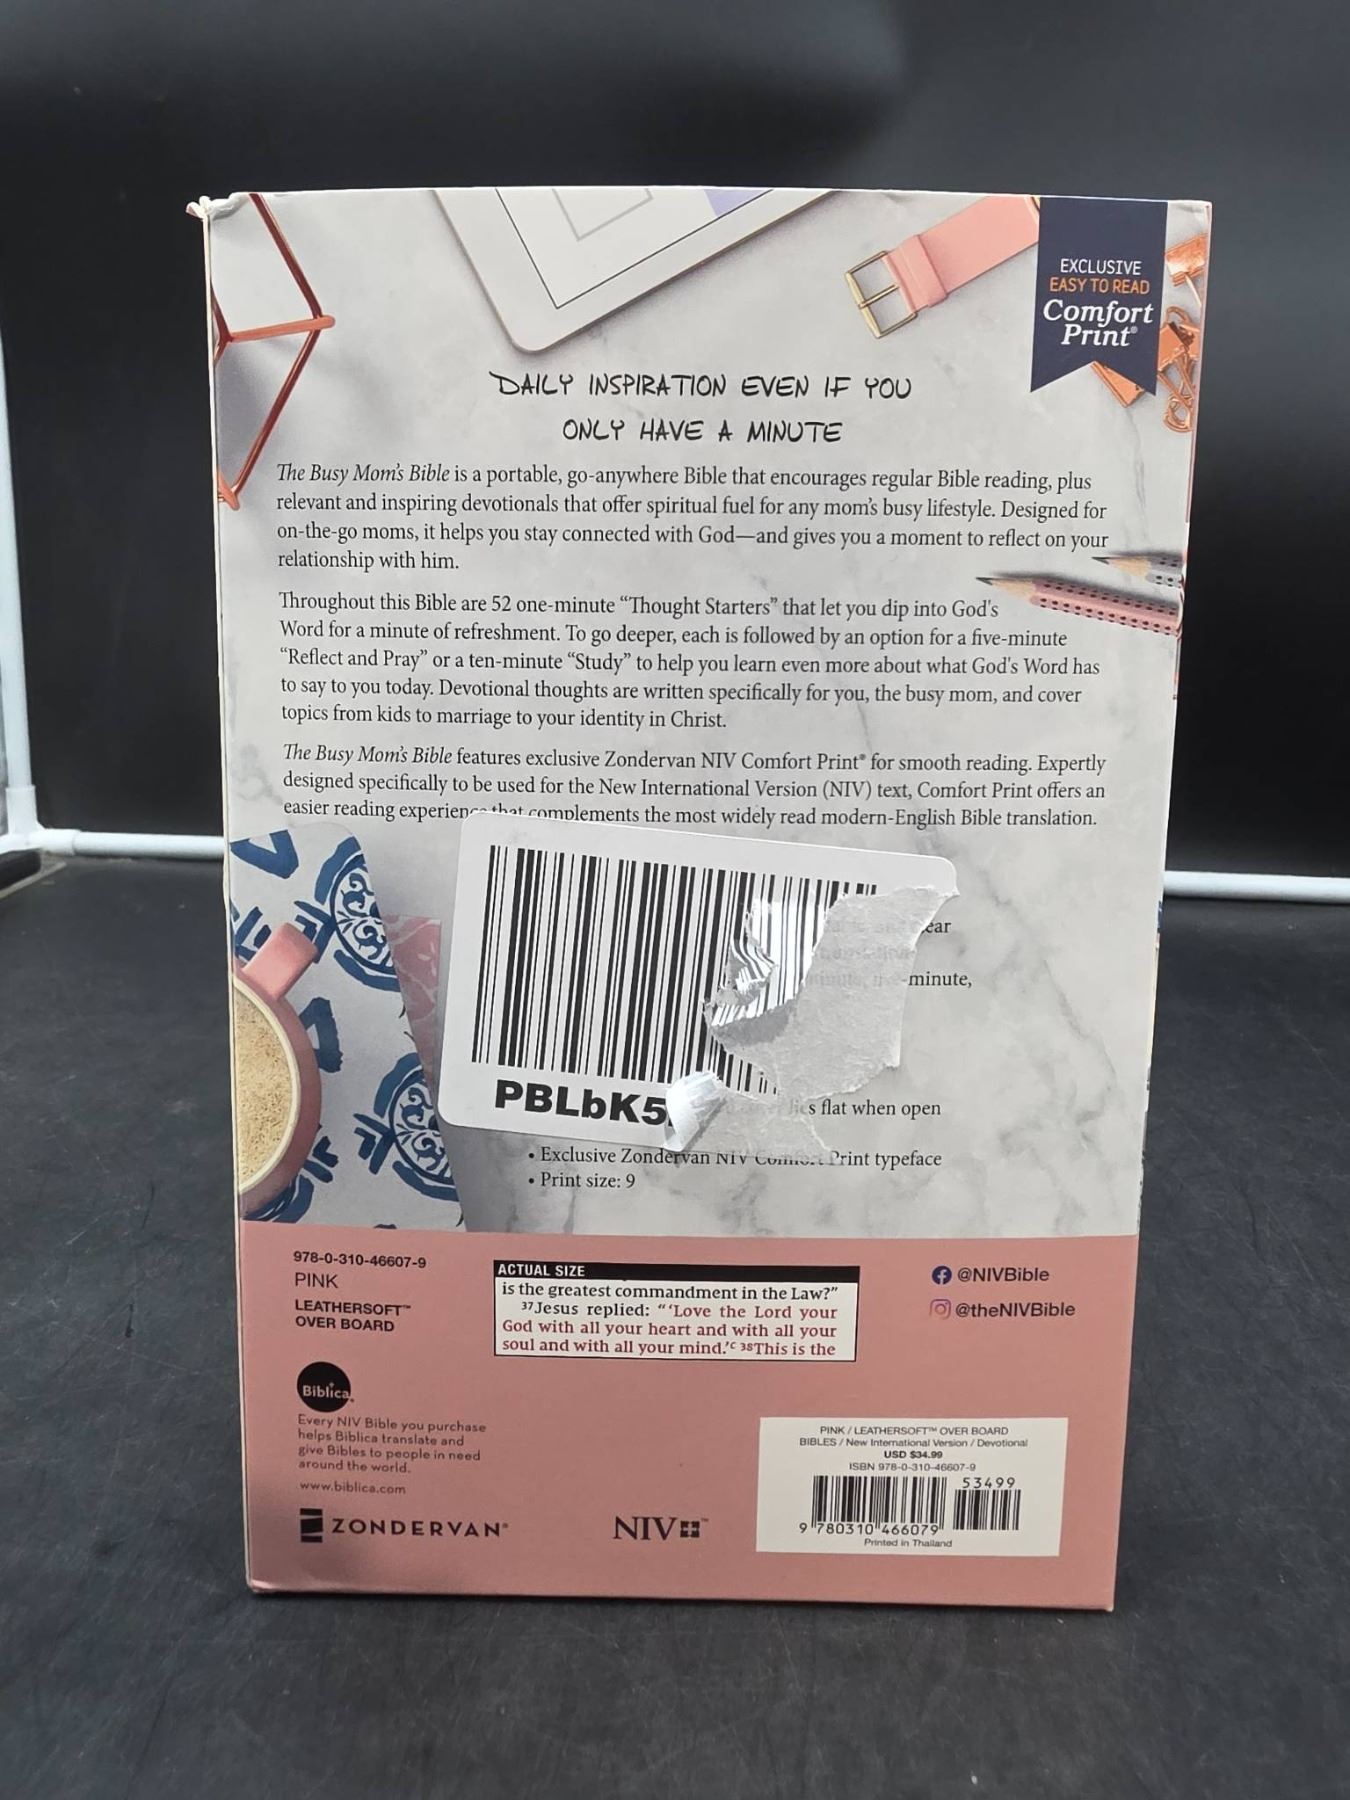 EXCLUSIVE
EASY TO READ
Comfort
Print®
DAILY INSPIRATION EVEN IF YOU
ONLY HAVE A MINUTE
The Busy Mom's Bible is a portable, go-anywhere Bible that encourages regular Bible reading, plus
relevant and inspiring devotionals that offer spiritual fuel for any mom's busy lifestyle. Designed for
on-the-go moms, it helps you stay connected with God—and gives you a moment to reflect on your
relationship with him.
Throughout this Bible are 52 one-minute “Thought Starters” that let you dip into God's
Word for a minute of refreshment. To go deeper, each is followed by an option for a five-minute
“Reflect and Pray” or a ten-minute “Study” to help you learn even more about what God's Word has
to say to you today. Devotional thoughts are written specifically for you, the busy mom, and cover
topics from kids to marriage to your identity in Christ.
The Busy Mom's Bible features exclusive Zondervan NIV Comfort Print® for smooth reading. Expertly
designed specifically to be used for the New International Version (NIV) text, Comfort Print offers an
easier reading experience that complements the most widely read modern-English Bible translation.
-minute,
PBLbK5
flat when open
• Exclusive Zondervan NIV Comfort Print typeface
• Print size: 9
978-0-310-46607-9
PINK
LEATHERSOFT™
OVER BOARD
ACTUAL SIZE
is the greatest commandment in the Law?”
37Jesus replied: “‘Love the Lord your
God with all your heart and with all your
soul and with all your mind.’c 38This is the
@NIVBible
@theNIVBible
Biblica
Every NIV Bible you purchase
helps Biblica translate and
give Bibles to people in need
around the world.
www.biblica.com
ZONDERVAN®
NIV™
PINK / LEATHERSOFT™ OVER BOARD
BIBLES / New International Version / Devotional
USD $34.99
ISBN 978-0-310-46607-9
53499
9 780310 466079
Printed in Thailand